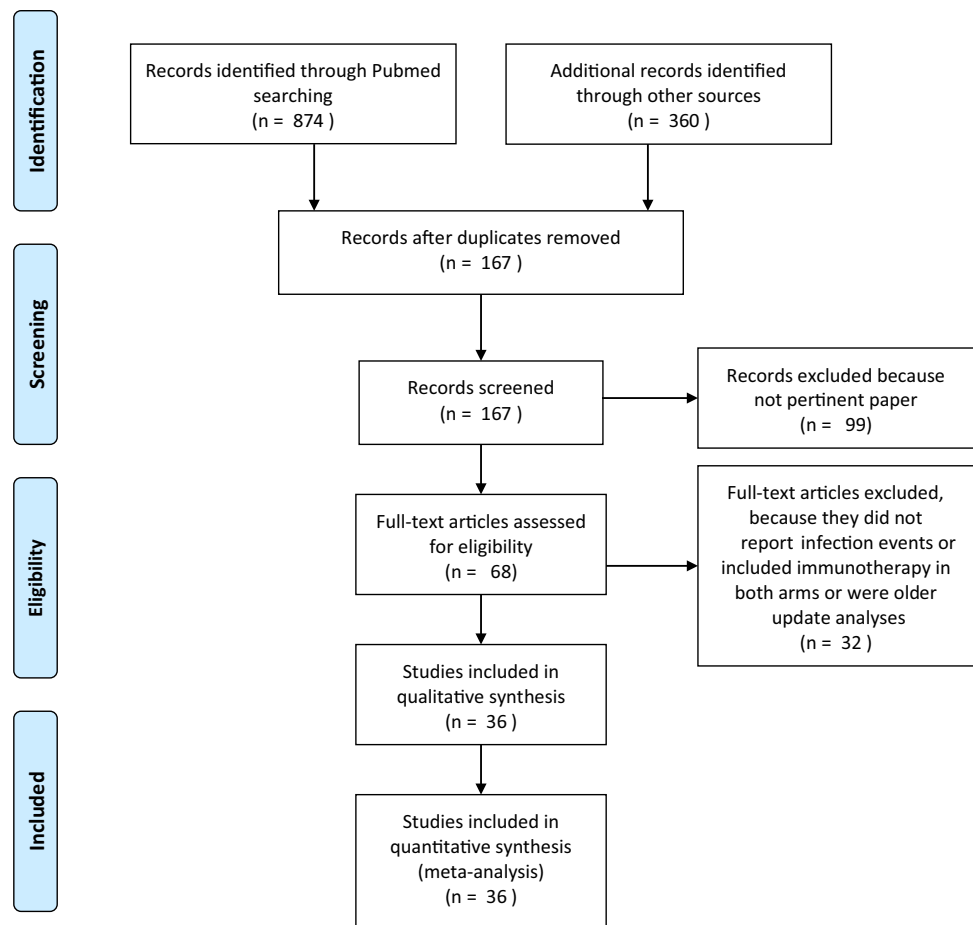 Identification
Records identified through Pubmed
searching
(n = 874 )
Additional records identified
through other sources
(n = 360 )
Records after duplicates removed
(n = 167 )
Screening
Records screened
(n = 167 )
Records excluded because
not pertinent paper
(n = 99)
Eligibility
Full-text articles assessed
for eligibility
(n = 68)
Full-text articles excluded,
because they did not
report infection events or
included immunotherapy in
both arms or were older
update analyses
(n = 32 )
Studies included in
qualitative synthesis
(n = 36 )
Included
Studies included in
quantitative synthesis
(meta-analysis)
(n = 36 )